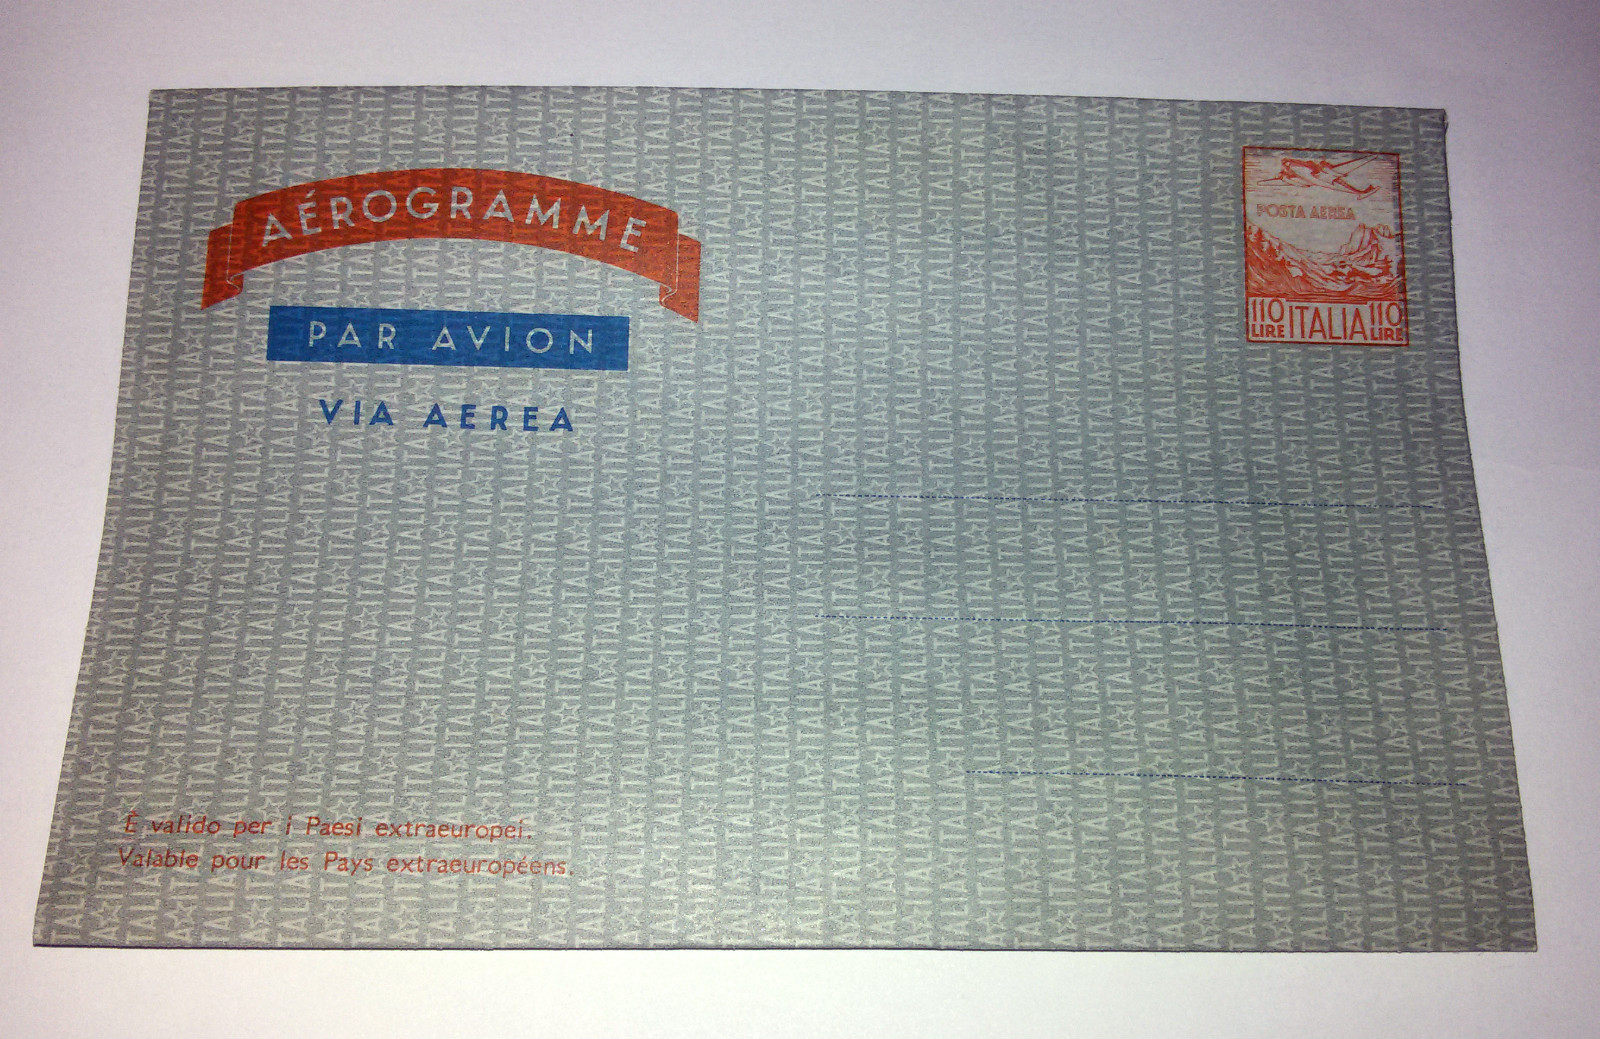 AÉROGRAMME
PAR AVION
VIA AEREA
POSTA AEREA
110 LIRE ITALIA 110 LIRE
È valido per i Paesi extraeuropei.
Valable pour les Pays extraeuropéens.